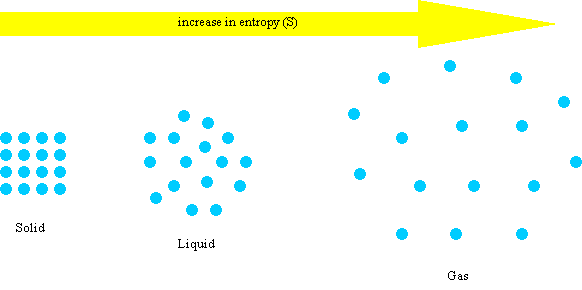 increase in entropy (S)
Solid
Liquid
Gas